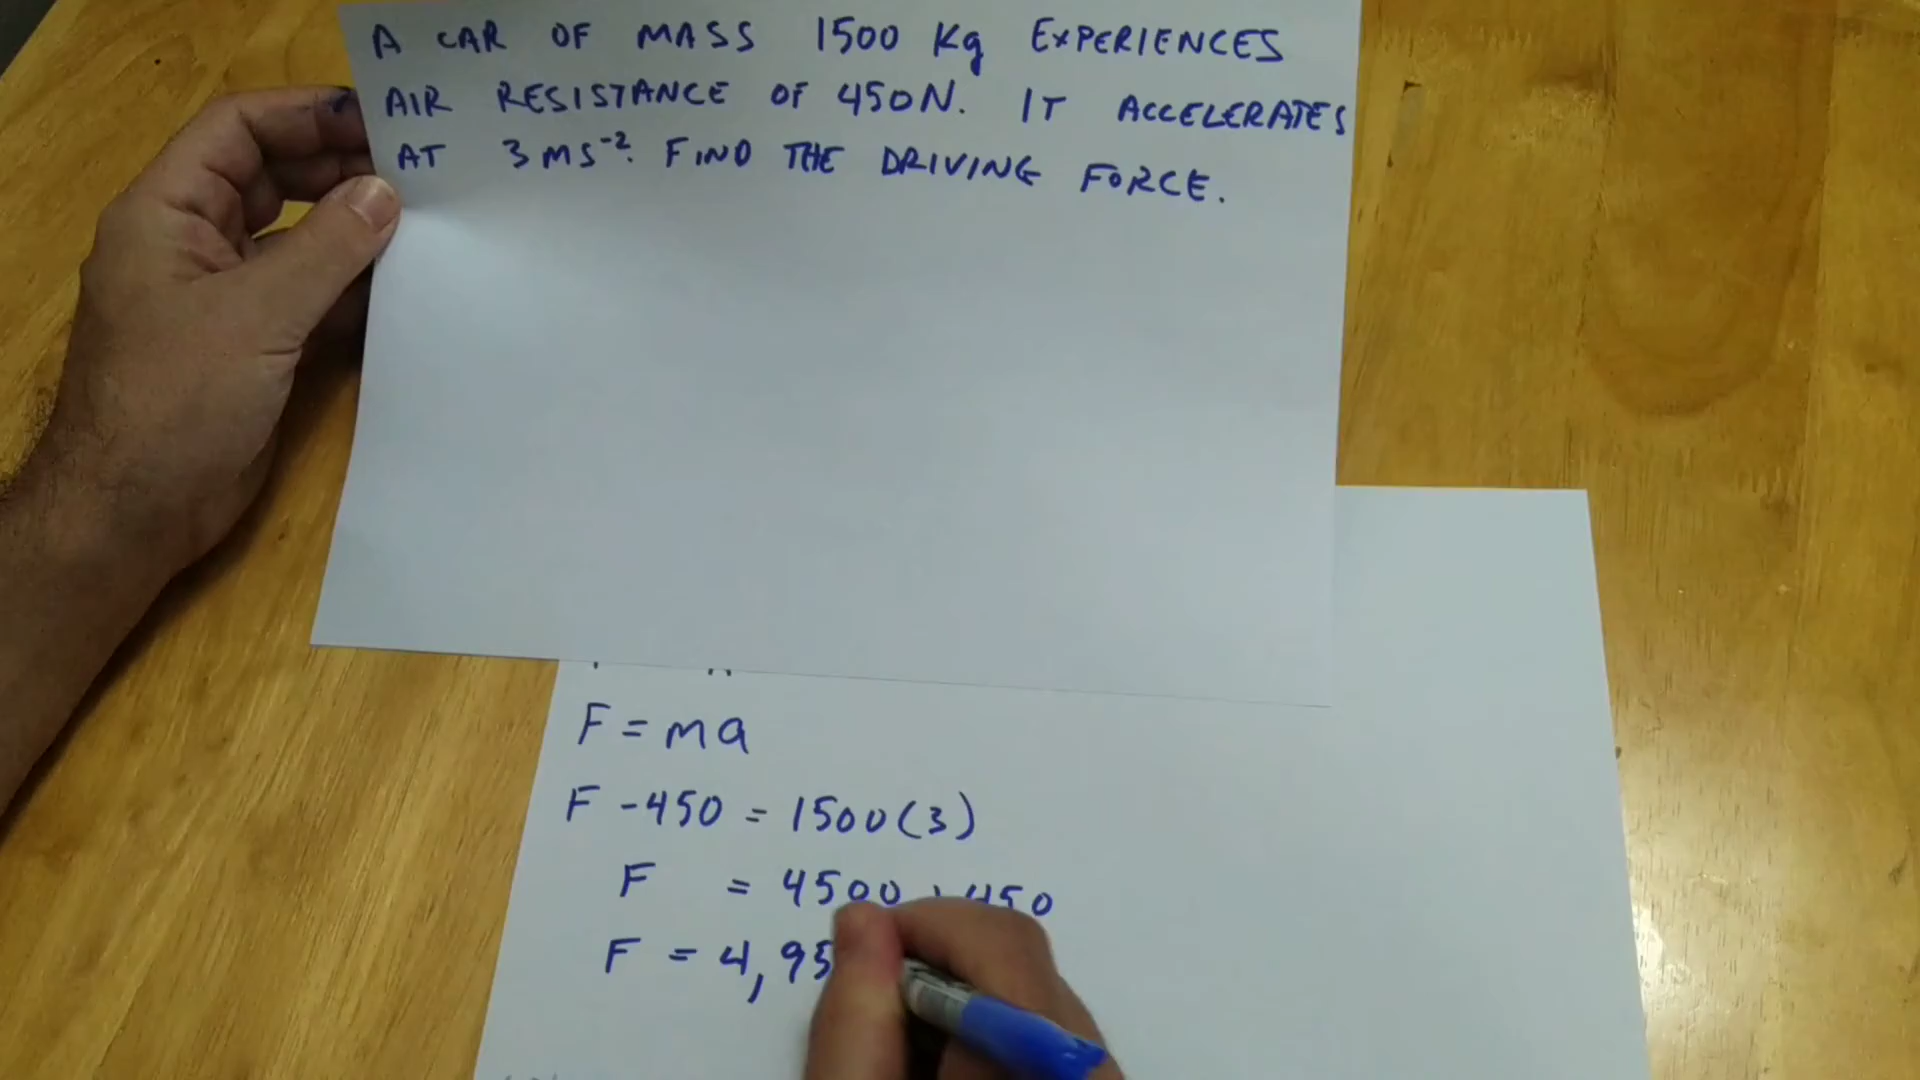 A CAR OF MASS 1500 Kg EXPERIENCES
AIR RESISTANCE OF 450N. IT ACCELERATES
AT 3 MS⁻². FIND THE DRIVING FORCE.
F = ma
F - 450 = 1500(3)
F = 4500 + 450
F = 4,95